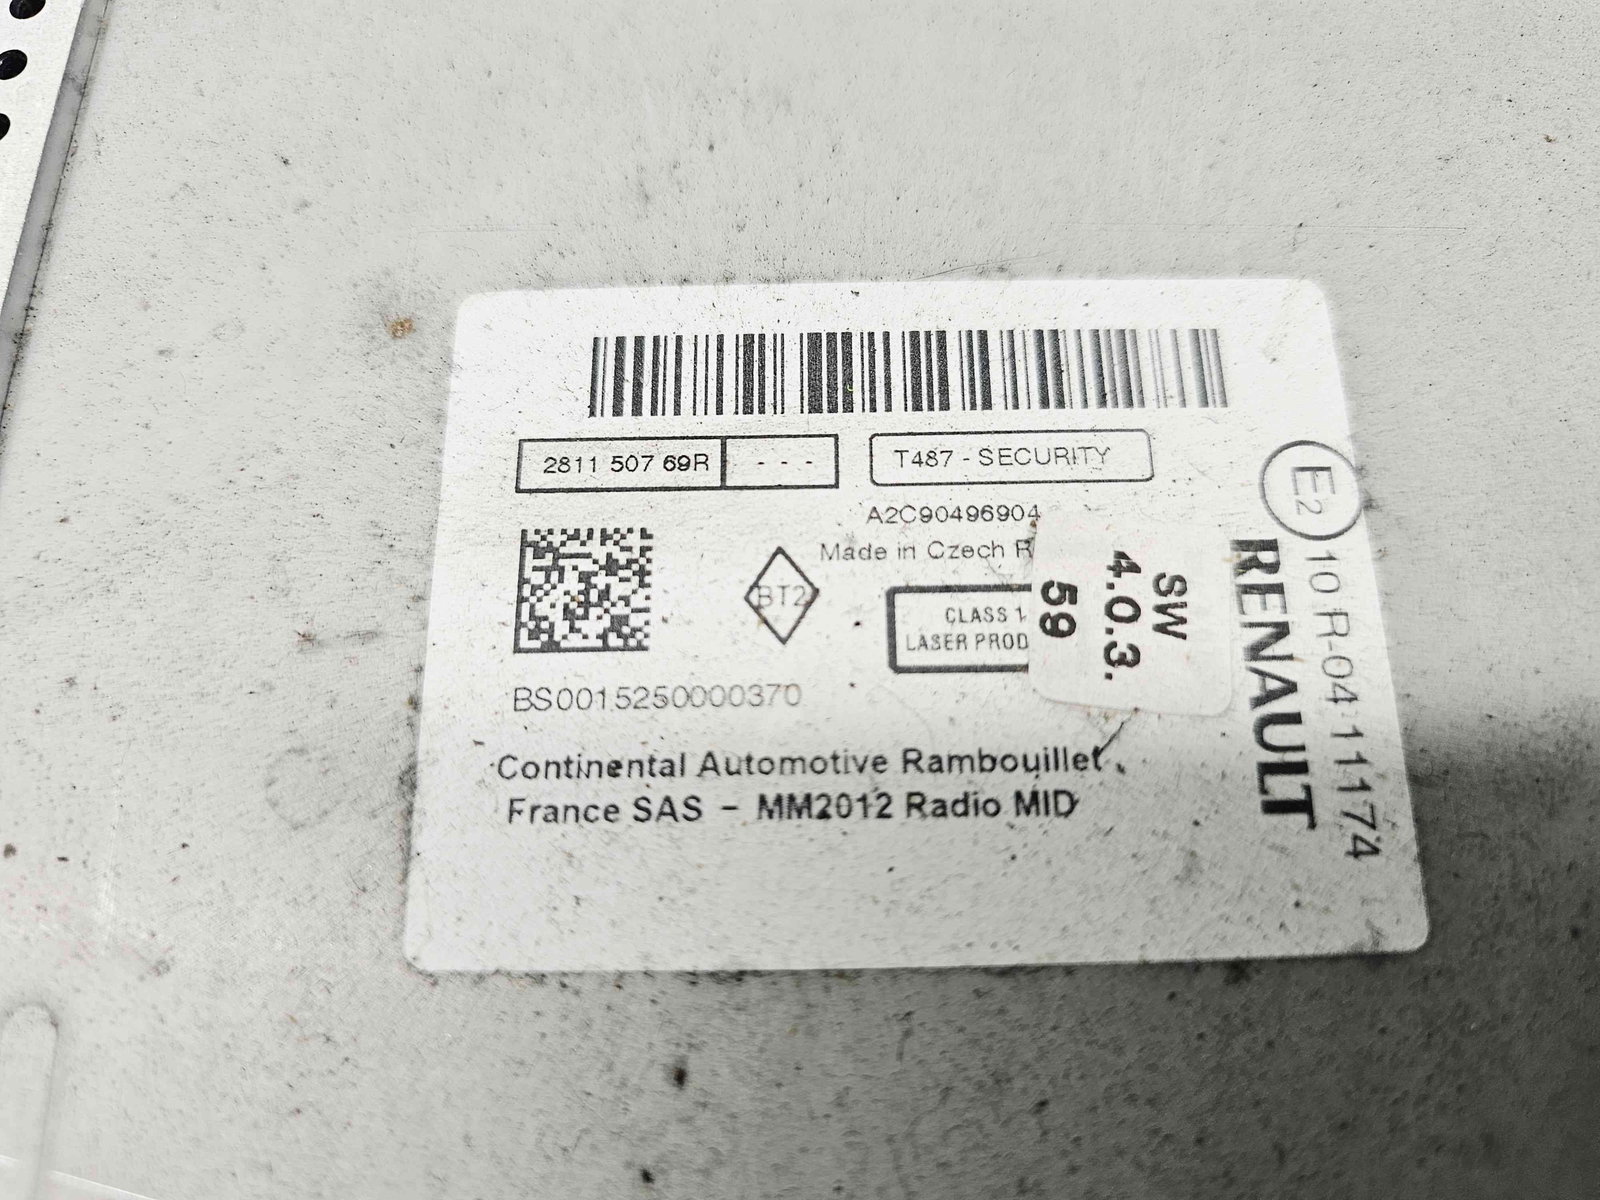 2811 507 69R - - -
T487 - SECURITY
A2C90496904
Made in Czech R
BT2
CLASS 1
LASER PROD
SW
4.0.3.
59
BS0015250000370
Continental Automotive Rambouillet
France SAS - MM2012 Radio MID
E2
10 R-04 11174
RENAULT